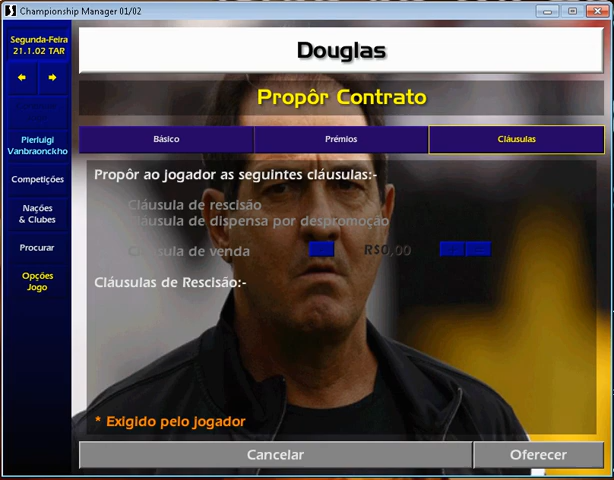 Championship Manager 01/02
Segunda-Feira
21.1.02 TAR
Pierluigi
Vanbraonckho
Competições
Nações
& Clubes
Procurar
Opções
Jogo
Douglas
Propôr Contrato
Básico
Prémios
Cláusulas
Propôr ao jogador as seguintes cláusulas:-
Cláusula de rescisão
Cláusula de dispensa por despromoção
Cláusula de venda
R$0,00
Cláusulas de Rescisão:-
* Exigido pelo jogador
Cancelar
Oferecer